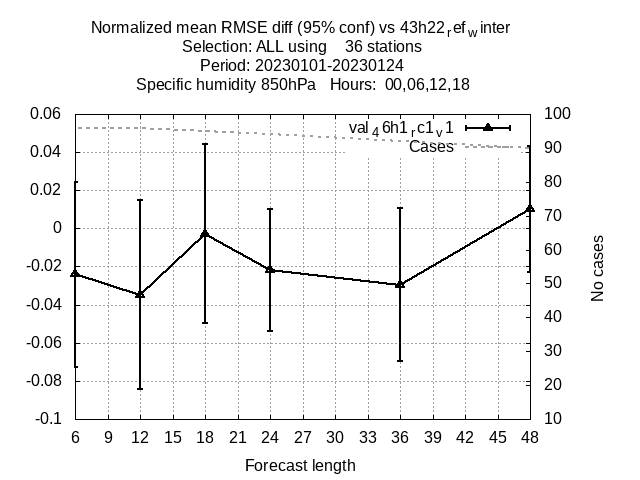 Normalized mean RMSE diff (95% conf) vs 43h22refwinter
Selection: ALL using    36 stations
Period: 20230101-20230124
Specific humidity 850hPa   Hours:  00,06,12,18
0.06
0.04
0.02
0
-0.02
-0.04
-0.06
-0.08
-0.1
val46h1rc1v1
Cases
100
90
80
70
60
50
40
30
20
10
No cases
6 9 12 15 18 21 24 27 30 33 36 39 42 45 48
Forecast length